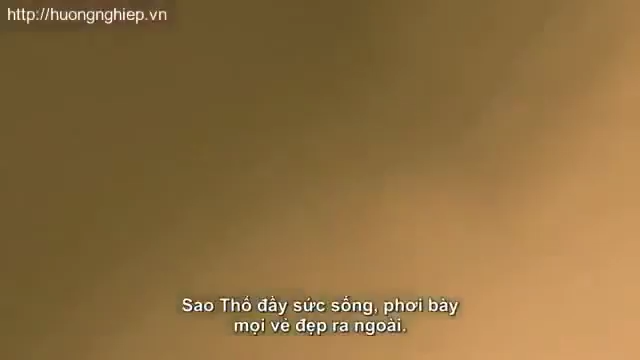 http://huongnghiep.vn
Sao Thổ đầy sức sống, phơi bày
mọi vẻ đẹp ra ngoài.